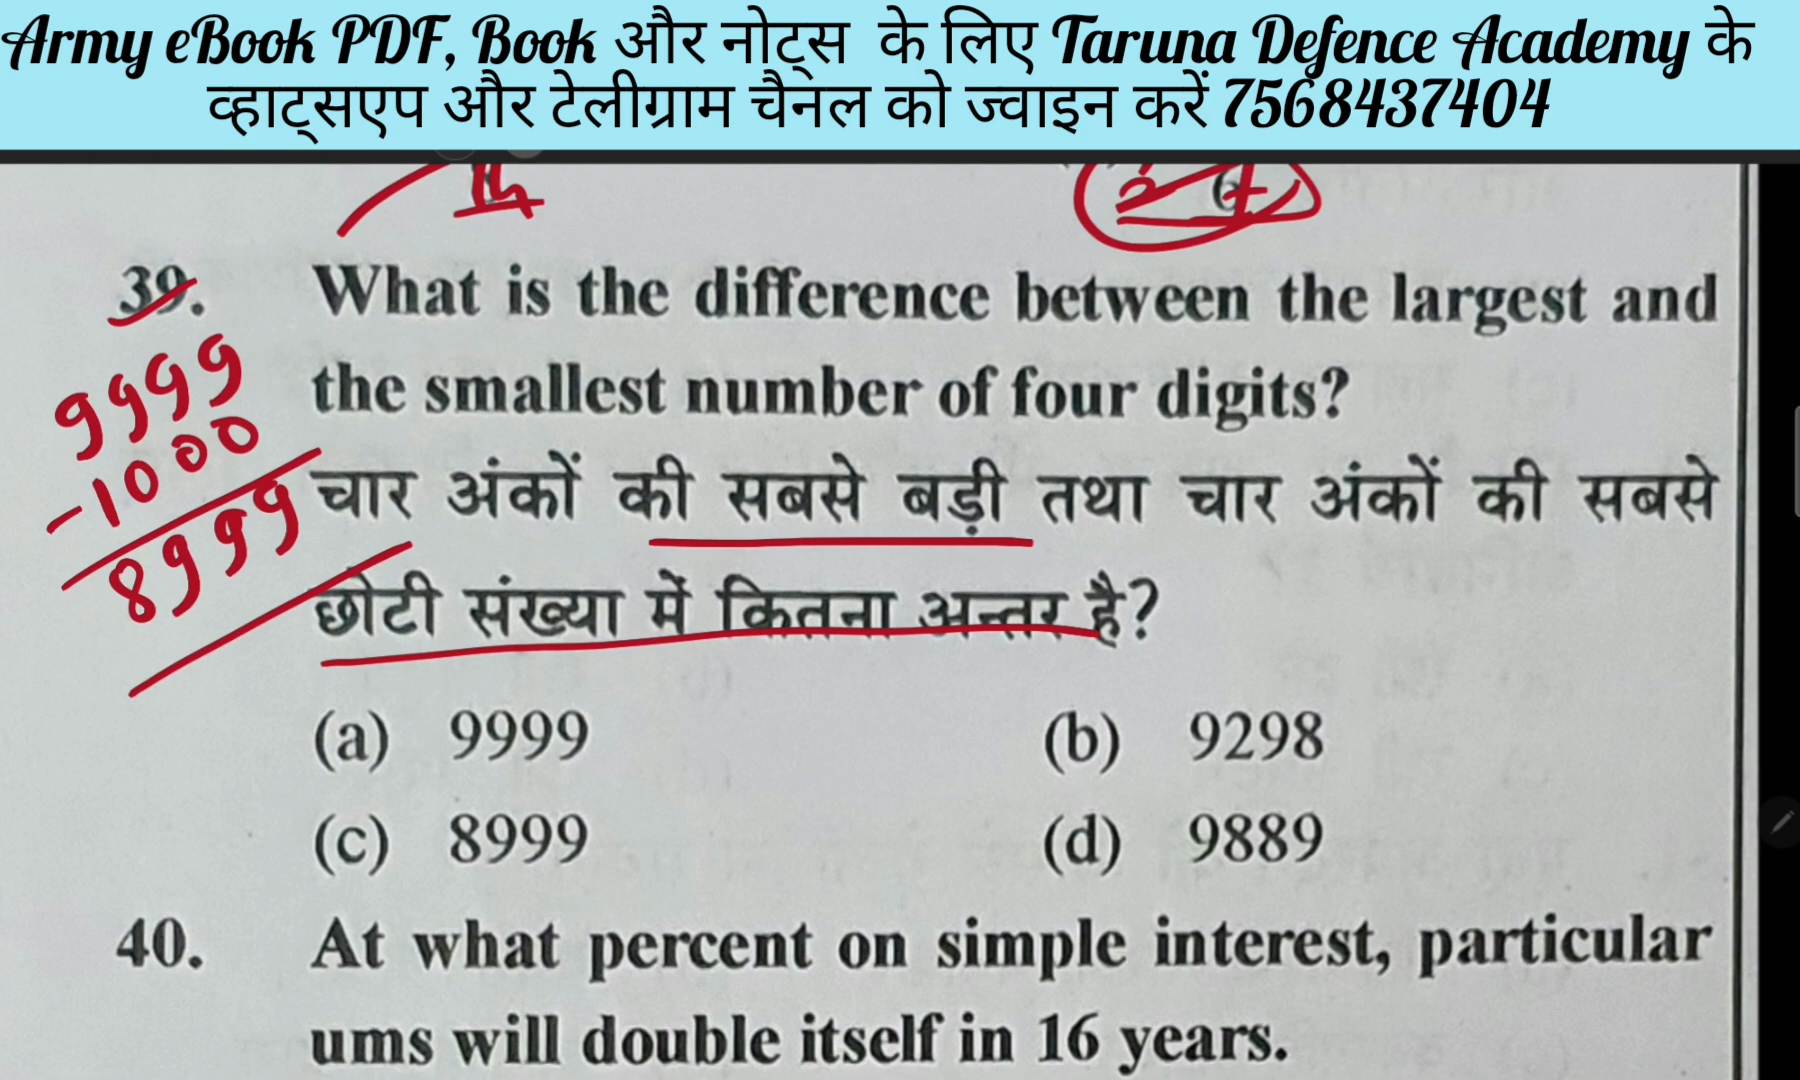 Army eBook PDF, Book और नोट्स के लिए Taruna Defence Academy के
व्हाट्सएप और टेलीग्राम चैनल को ज्वाइन करें 7568437404
39. What is the difference between the largest and
the smallest number of four digits?
9999
-1000
8999
चार अंकों की सबसे बड़ी तथा चार अंकों की सबसे
छोटी संख्या में कितना अन्तर है?
(a) 9999 (b) 9298
(c) 8999 (d) 9889
40. At what percent on simple interest, particular
ums will double itself in 16 years.